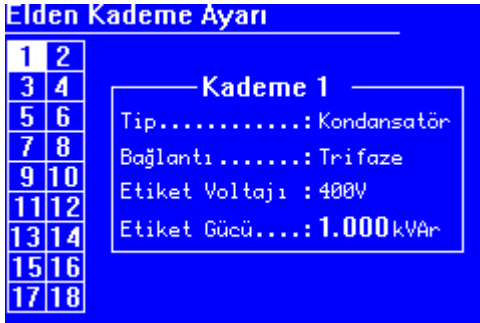 Elden Kademe Ayarı
1 2
3 4
5 6
7 8
9 10
11 12
13 14
15 16
17 18
Kademe 1
Tip............: Kondansatör
Bağlantı.......: Trifaze
Etiket Voltajı : 400V
Etiket Gücü....: 1.000 kVAr